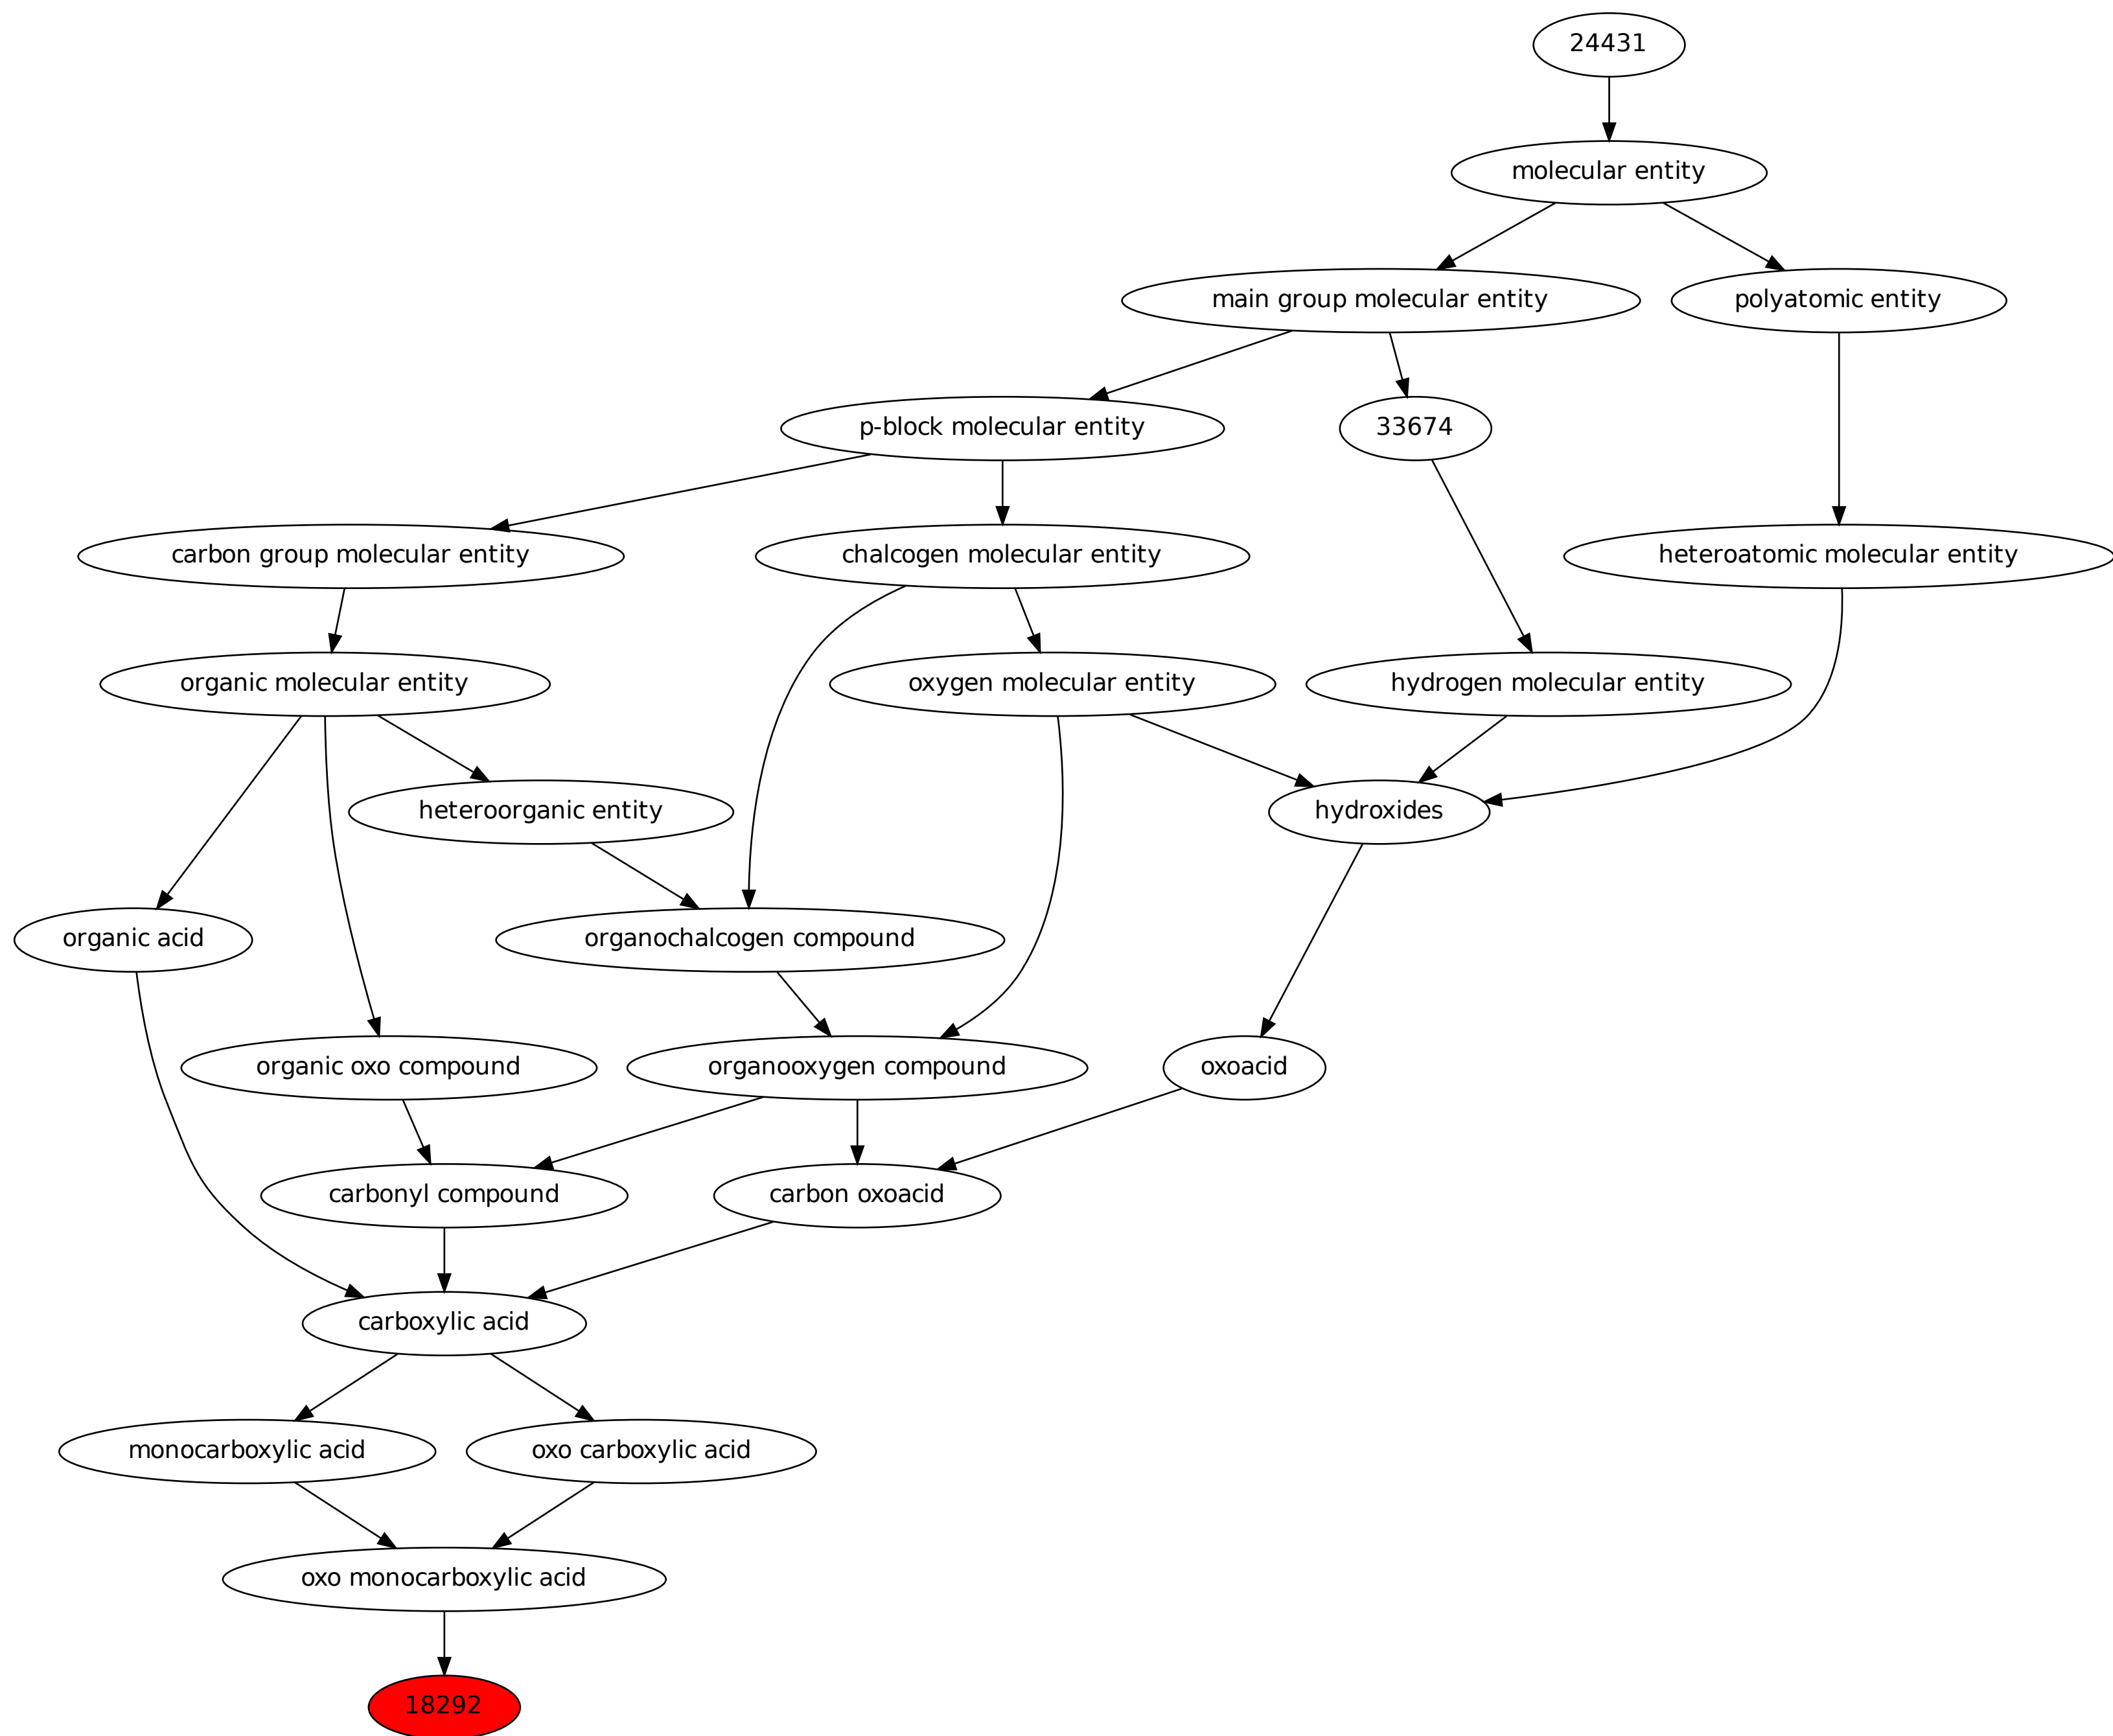 24431
molecular entity
main group molecular entity
polyatomic entity
p-block molecular entity
33674
carbon group molecular entity
chalcogen molecular entity
heteroatomic molecular entity
organic molecular entity
oxygen molecular entity
hydrogen molecular entity
heteroorganic entity
hydroxides
organic acid
organochalcogen compound
organic oxo compound
organooxygen compound
oxoacid
carbonyl compound
carbon oxoacid
carboxylic acid
monocarboxylic acid
oxo carboxylic acid
oxo monocarboxylic acid
18292